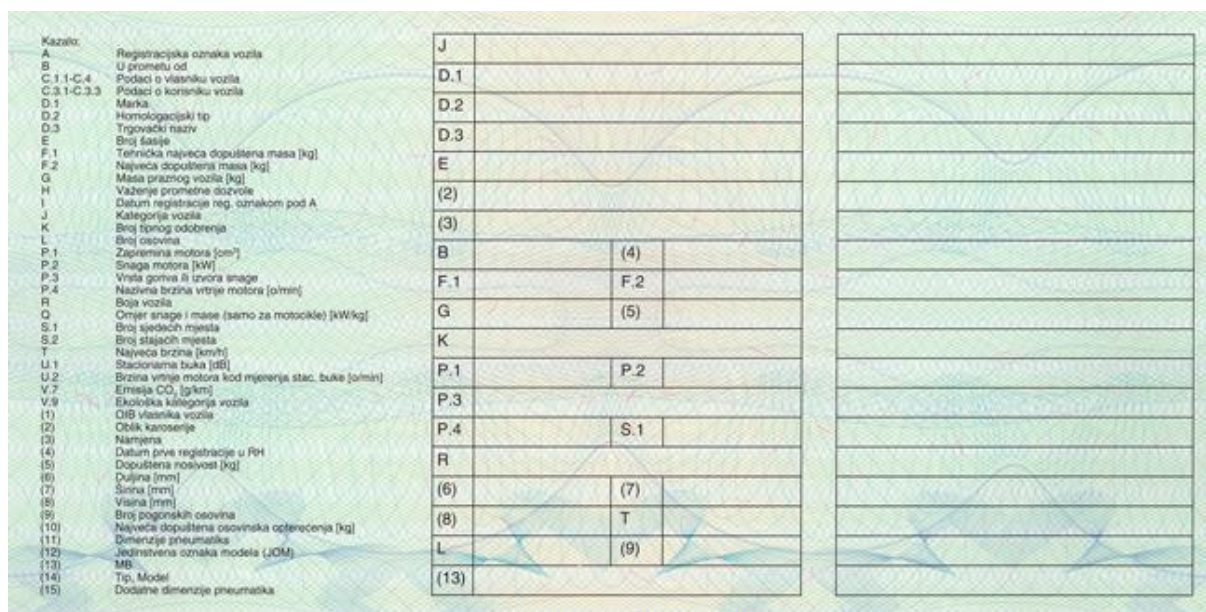 Kazalo:
A Registracijska oznaka vozila
B U prometu od
C.1.1-C.4 Podaci o vlasniku vozila
C.3.1-C.3.3 Podaci o korisniku vozila
D.1 Marka
D.2 Homologacijski tip
D.3 Trgovački naziv
E Broj šasije
F.1 Tehnička najveća dopuštena masa [kg]
F.2 Najveća dopuštena masa [kg]
G Masa praznog vozila [kg]
H Važenje prometne dozvole
I Datum registracije reg. oznakom pod A
J Kategorija vozila
K Broj tipnog odobrenja
L Broj osovina
P.1 Zapremina motora [cm³]
P.2 Snaga motora [kW]
P.3 Vrsta goriva ili izvora snage
P.4 Nazivna brzina vrtnje motora [o/min]
R Boja vozila
Q Omjer snage i mase (samo za motocikle) [kW/kg]
S.1 Broj sjedećih mjesta
S.2 Broj stajaćih mjesta
T Najveća brzina [km/h]
U.1 Stacionarna buka [dB]
U.2 Brzina vrtnje motora kod mjerenja stac. buke [o/min]
V.7 Emisija CO₂ [g/km]
V.9 Ekološka kategorija vozila
(1) OIB vlasnika vozila
(2) Oblik karoserije
(3) Namjena
(4) Datum prve registracije u RH
(5) Dopuštena nosivost [kg]
(6) Duljina [mm]
(7) Širina [mm]
(8) Visina [mm]
(9) Broj pogonskih osovina
(10) Najveća dopuštena osovinska opterećenja [kg]
(11) Dimenzije pneumatika
(12) Jedinstvena oznaka modela (JOM)
(13) MB
(14) Tip, Model
(15) Dodatne dimenzije pneumatika
J
D.1
D.2
D.3
E
(2)
(3)
B (4)
F.1 F.2
G (5)
K
P.1 P.2
P.3
P.4 S.1
R
(6) (7)
(8) T
L (9)
(13)